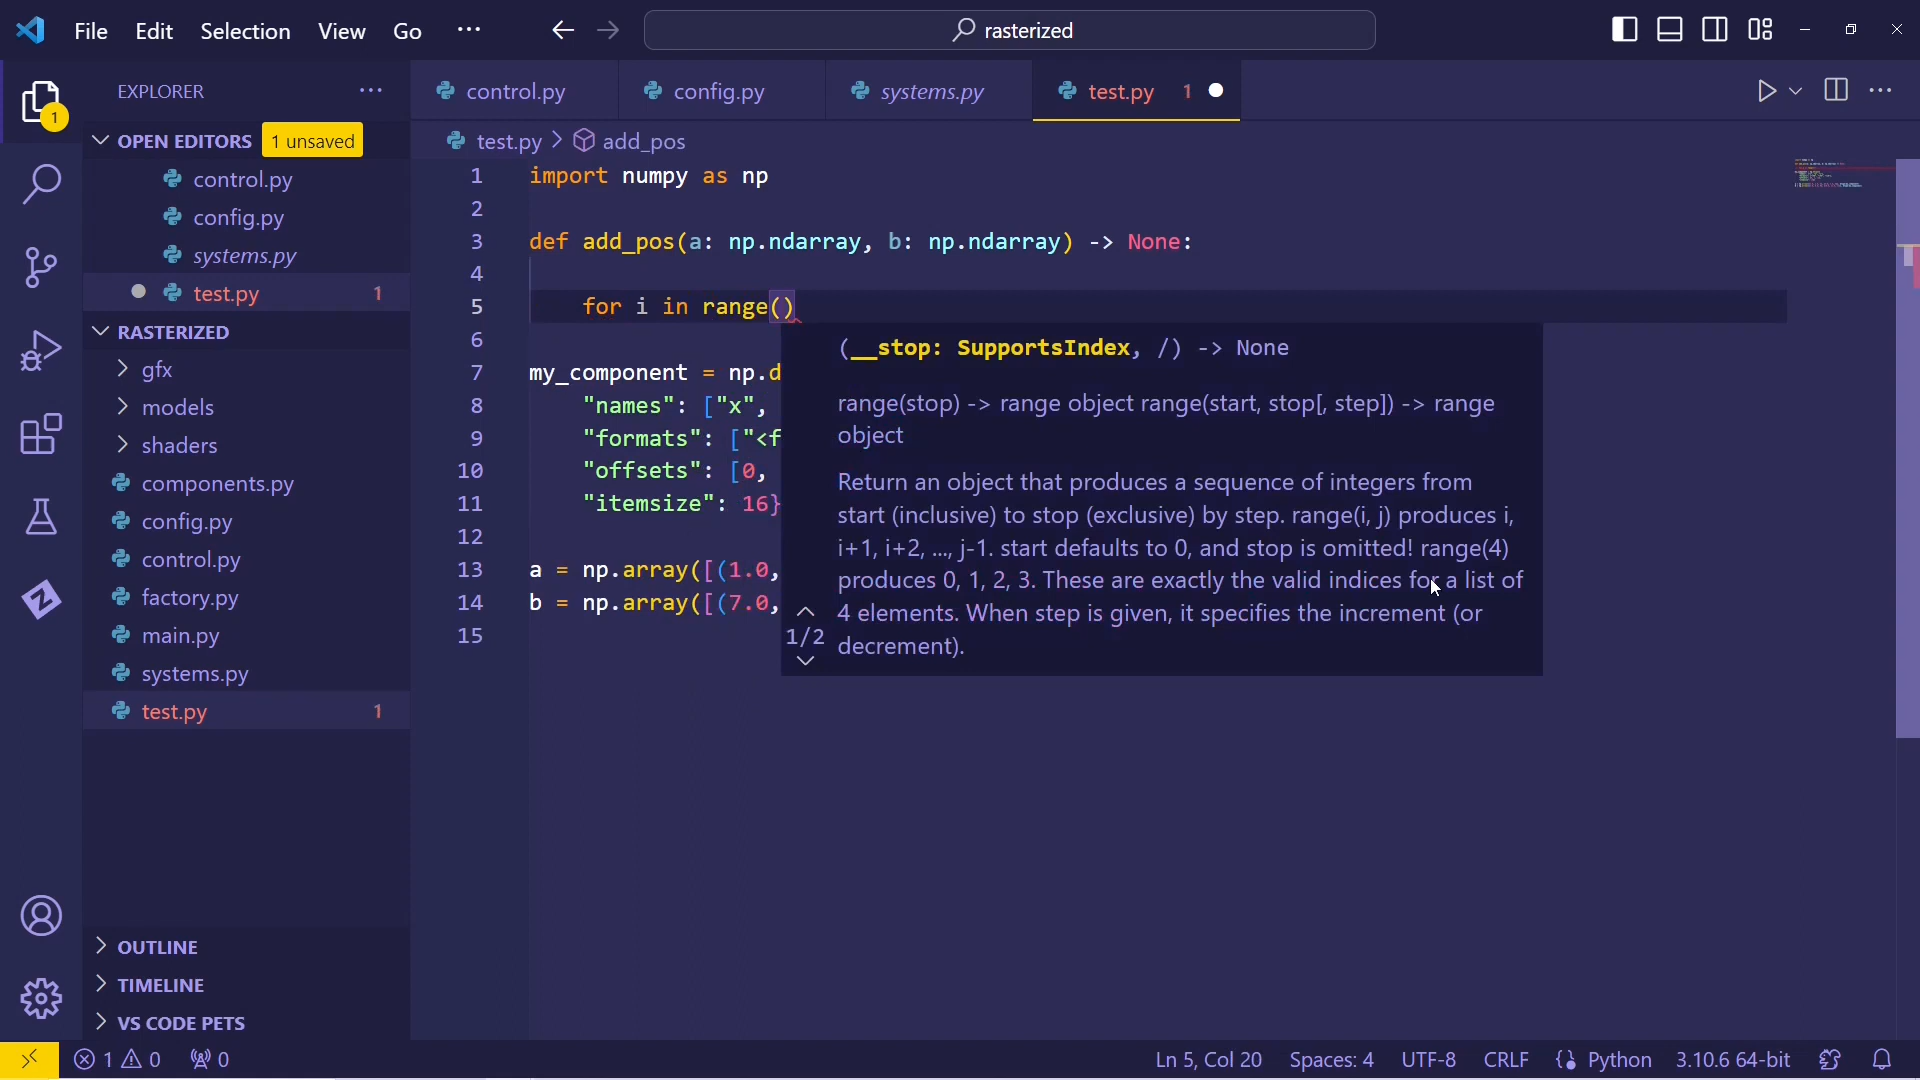 File Edit Selection View Go ···
rasterized
EXPLORER ···
1
OPEN EDITORS 1 unsaved
control.py
config.py
systems.py
test.py 1
RASTERIZED
gfx
models
shaders
components.py
config.py
control.py
factory.py
main.py
systems.py
test.py 1
OUTLINE
TIMELINE
VS CODE PETS
control.py config.py systems.py test.py 1
test.py > add_pos
1 import numpy as np
2
3 def add_pos(a: np.ndarray, b: np.ndarray) -> None:
4
5 for i in range()
6
7 my_component = np.d
8 "names": ["x",
9 "formats": ["<f
10 "offsets": [0,
11 "itemsize": 16}
12
13 a = np.array([(1.0,
14 b = np.array([(7.0,
15
(__stop: SupportsIndex, /) -> None
range(stop) -> range object range(start, stop[, step]) -> range
object
Return an object that produces a sequence of integers from
start (inclusive) to stop (exclusive) by step. range(i, j) produces i,
i+1, i+2, ..., j-1. start defaults to 0, and stop is omitted! range(4)
produces 0, 1, 2, 3. These are exactly the valid indices for a list of
4 elements. When step is given, it specifies the increment (or
decrement).
1/2
1 0 0
Ln 5, Col 20 Spaces: 4 UTF-8 CRLF Python 3.10.6 64-bit